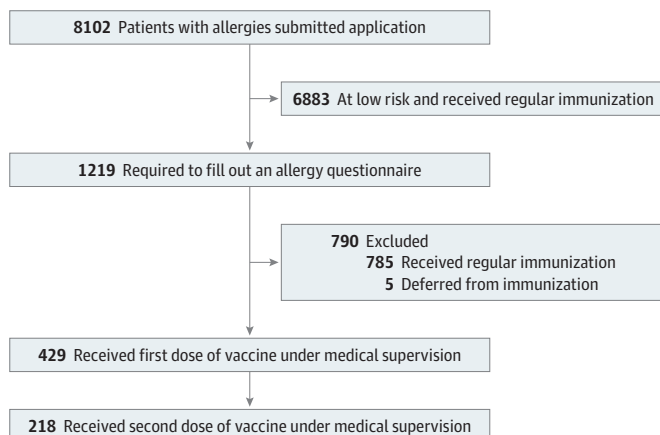 8102 Patients with allergies submitted application
6883 At low risk and received regular immunization
1219 Required to fill out an allergy questionnaire
790 Excluded
785 Received regular immunization
5 Deferred from immunization
429 Received first dose of vaccine under medical supervision
218 Received second dose of vaccine under medical supervision